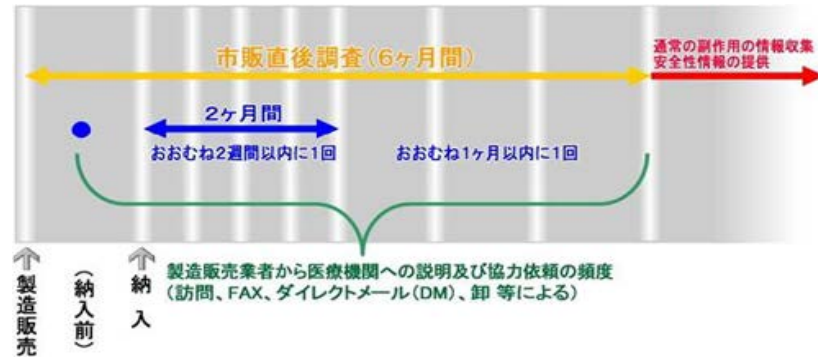 市販直後調査(6ヶ月間)
通常の副作用の情報収集
安全性情報の提供
2ヶ月間
おおむね2週間以内に1回
おおむね1ヶ月以内に1回
製造販売業者から医療機関への説明及び協力依頼の頻度
(訪問、FAX、ダイレクトメール(DM)、卸 等による)
製造販売
(納入前)
納入